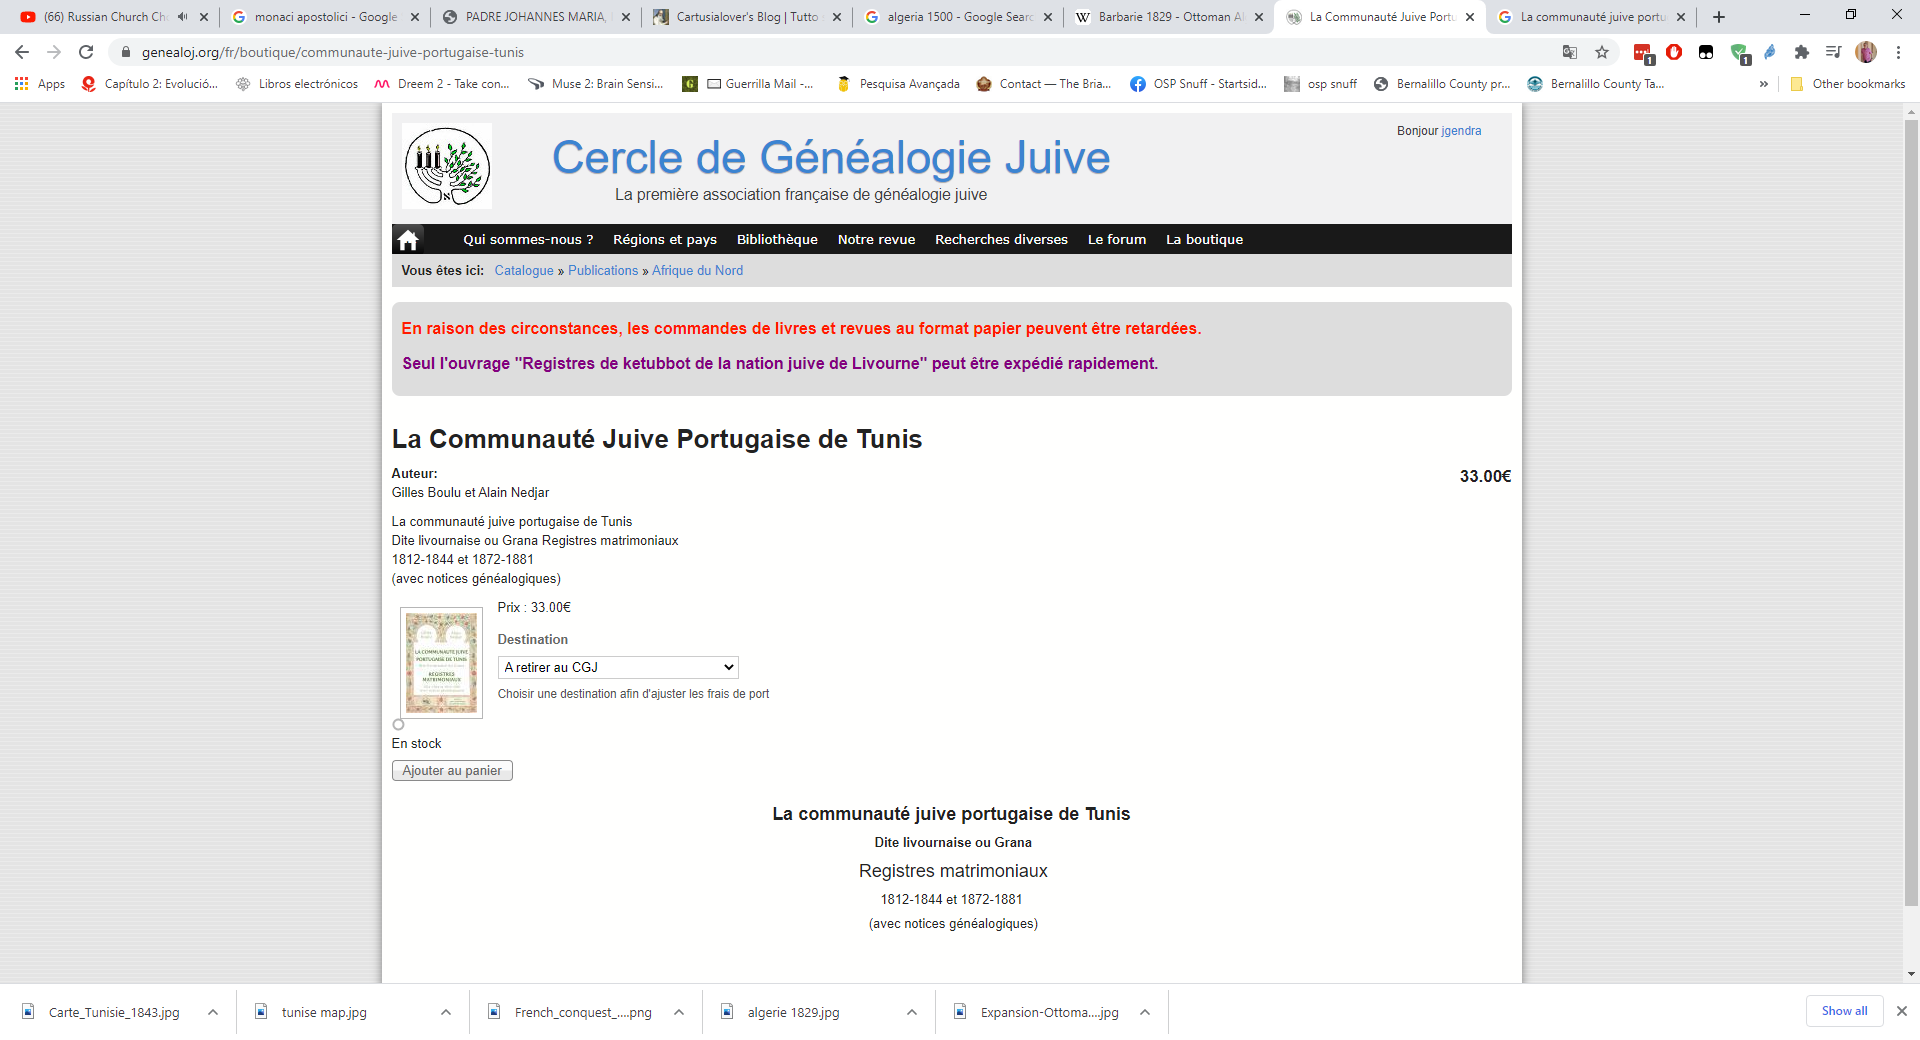 (66) Russian Church Ch
monaci apostolici - Google
PADRE JOHANNES MARIA,
Cartusialover's Blog | Tutto
algeria 1500 - Google Searc
Barbarie 1829 - Ottoman Al
La Communauté Juive Portu
La communauté juive portu
genealoj.org/fr/boutique/communaute-juive-portugaise-tunis
1
1
Apps
Capítulo 2: Evolució...
Libros electrónicos
Dreem 2 - Take con...
Muse 2: Brain Sensi...
Guerrilla Mail -...
Pesquisa Avançada
Contact — The Bria...
OSP Snuff - Startsid...
osp snuff
Bernalillo County pr...
Bernalillo County Ta...
»
Other bookmarks
Bonjour jgendra
Cercle de Généalogie Juive
La première association française de généalogie juive
Qui sommes-nous ? Régions et pays Bibliothèque Notre revue Recherches diverses Le forum La boutique
Vous êtes ici: Catalogue » Publications » Afrique du Nord
En raison des circonstances, les commandes de livres et revues au format papier peuvent être retardées.
Seul l'ouvrage "Registres de ketubbot de la nation juive de Livourne" peut être expédié rapidement.
La Communauté Juive Portugaise de Tunis
Auteur:
33.00€
Gilles Boulu et Alain Nedjar
La communauté juive portugaise de Tunis
Dite livournaise ou Grana Registres matrimoniaux
1812-1844 et 1872-1881
(avec notices généalogiques)
LA COMMUNAUTÉ JUIVE
PORTUGAISE DE TUNIS
REGISTRES
MATRIMONIAUX
Prix : 33.00€
Destination
A retirer au CGJ
Choisir une destination afin d'ajuster les frais de port
En stock
Ajouter au panier
La communauté juive portugaise de Tunis
Dite livournaise ou Grana
Registres matrimoniaux
1812-1844 et 1872-1881
(avec notices généalogiques)
Carte_Tunisie_1843.jpg
tunise map.jpg
French_conquest_....png
algerie 1829.jpg
Expansion-Ottoma....jpg
Show all